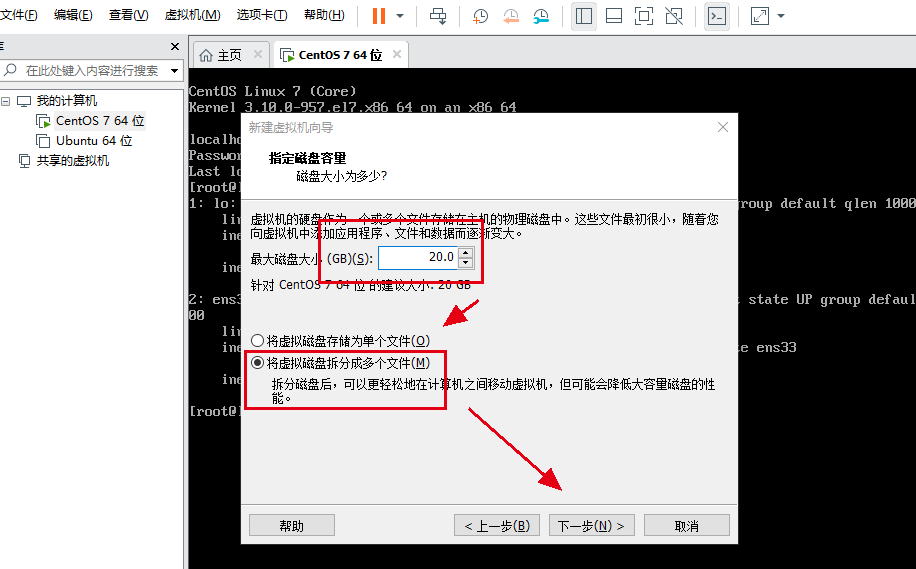 文件(F) 编辑(E) 查看(V) 虚拟机(M) 选项卡(T) 帮助(H)
在此处键入内容进行搜索
我的计算机
CentOS 7 64 位
Ubuntu 64 位
共享的虚拟机
主页 CentOS 7 64 位
CentOS Linux 7 (Core)
Kernel 3.10.0-957.el7.x86_64 on an x86_64
localho
Passwor
Last lo
[root@l
1: lo: group default qlen 1000
lin
ine
ine
2: ens3 state UP group defaul
00
lin
ine ens33
ine
[root@l
新建虚拟机向导
指定磁盘容量
磁盘大小为多少?
虚拟机的硬盘作为一个或多个文件存储在主机的物理磁盘中。这些文件最初很小，随着您
向虚拟机中添加应用程序、文件和数据而逐渐变大。
最大磁盘大小 (GB)(S): 20.0
针对 CentOS 7 64 位 的建议大小: 20 GB
将虚拟磁盘存储为单个文件(O)
将虚拟磁盘拆分成多个文件(M)
拆分磁盘后，可以更轻松地在计算机之间移动虚拟机，但可能会降低大容量磁盘的性
能。
帮助 < 上一步(B) 下一步(N) > 取消